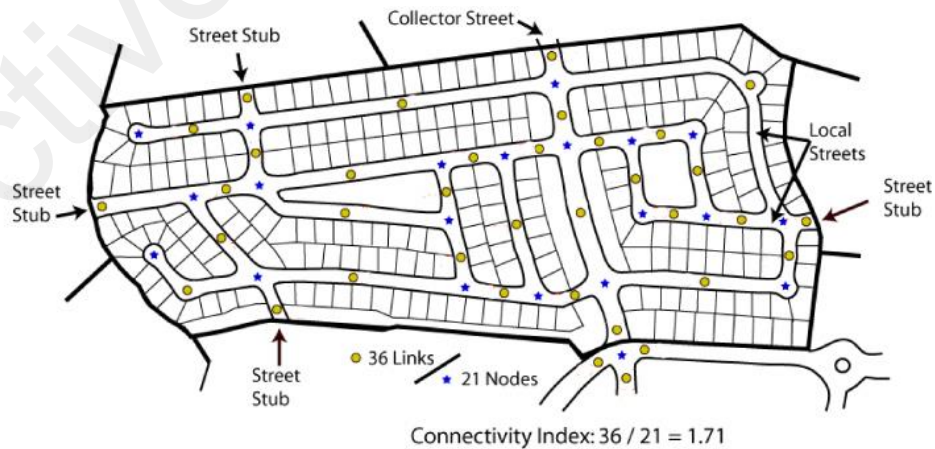 Collector Street
Street Stub
Local
Streets
Street
Stub
Street
Stub
36 Links
21 Nodes
Street
Stub
Connectivity Index: 36 / 21 = 1.71